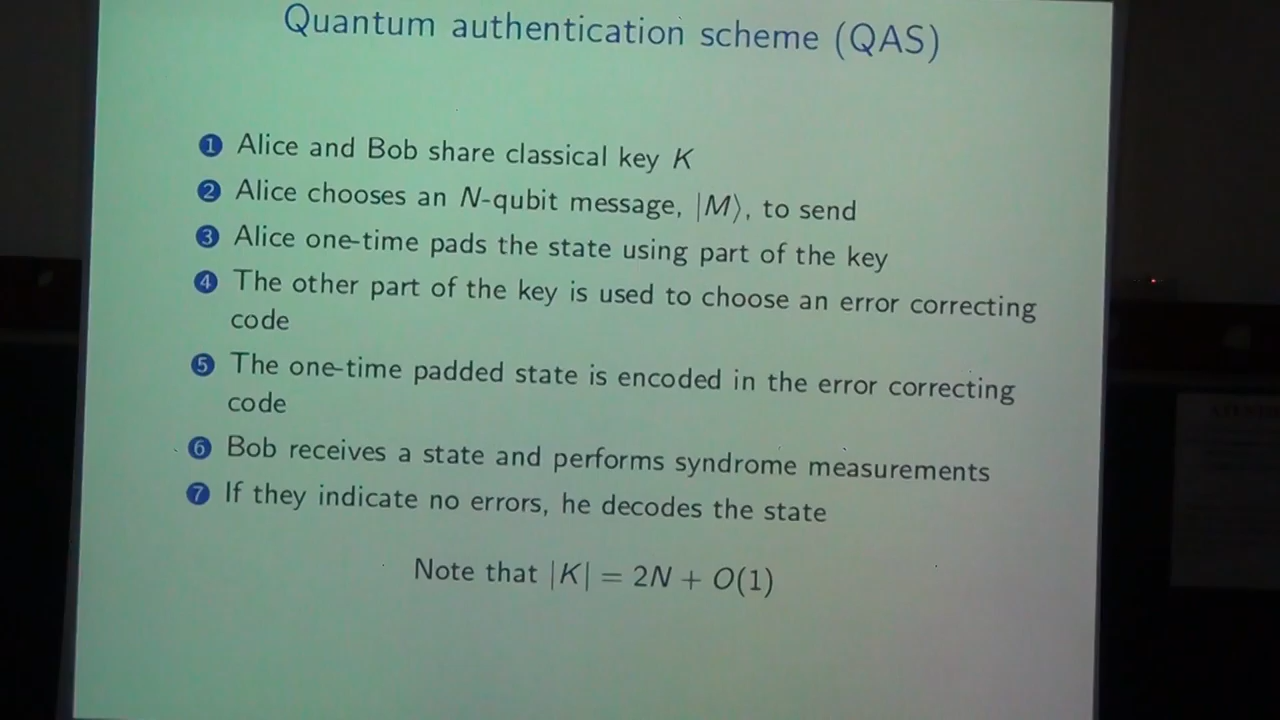 Quantum authentication scheme (QAS)
1 Alice and Bob share classical key K
2 Alice chooses an N-qubit message, |M⟩, to send
3 Alice one-time pads the state using part of the key
4 The other part of the key is used to choose an error correcting
code
5 The one-time padded state is encoded in the error correcting
code
6 Bob receives a state and performs syndrome measurements
7 If they indicate no errors, he decodes the state
Note that |K| = 2N + O(1)